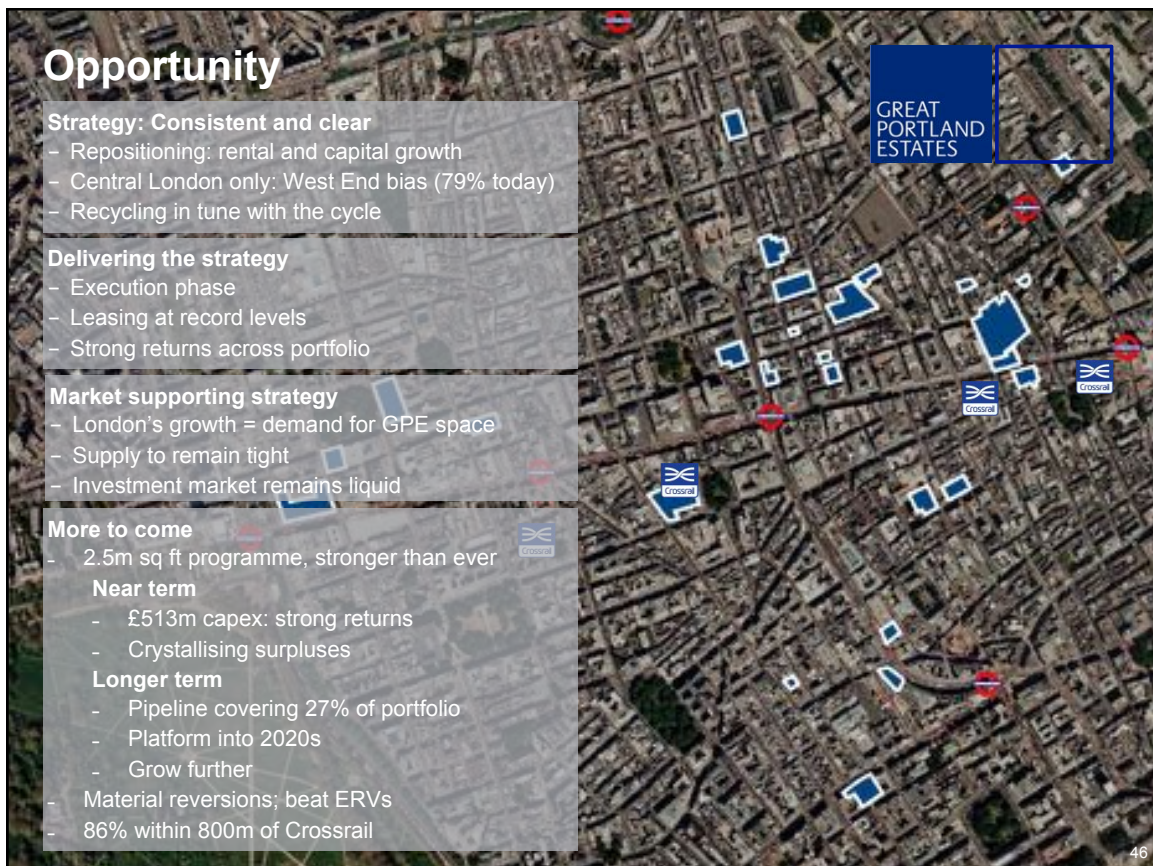 Opportunity
GREAT
PORTLAND
ESTATES
Strategy: Consistent and clear
– Repositioning: rental and capital growth
– Central London only: West End bias (79% today)
– Recycling in tune with the cycle
Delivering the strategy
– Execution phase
– Leasing at record levels
– Strong returns across portfolio
Market supporting strategy
– London’s growth = demand for GPE space
– Supply to remain tight
– Investment market remains liquid
More to come
- 2.5m sq ft programme, stronger than ever
Near term
- £513m capex: strong returns
- Crystallising surpluses
Longer term
- Pipeline covering 27% of portfolio
- Platform into 2020s
- Grow further
- Material reversions; beat ERVs
- 86% within 800m of Crossrail
Crossrail
Crossrail
Crossrail
Crossrail
46